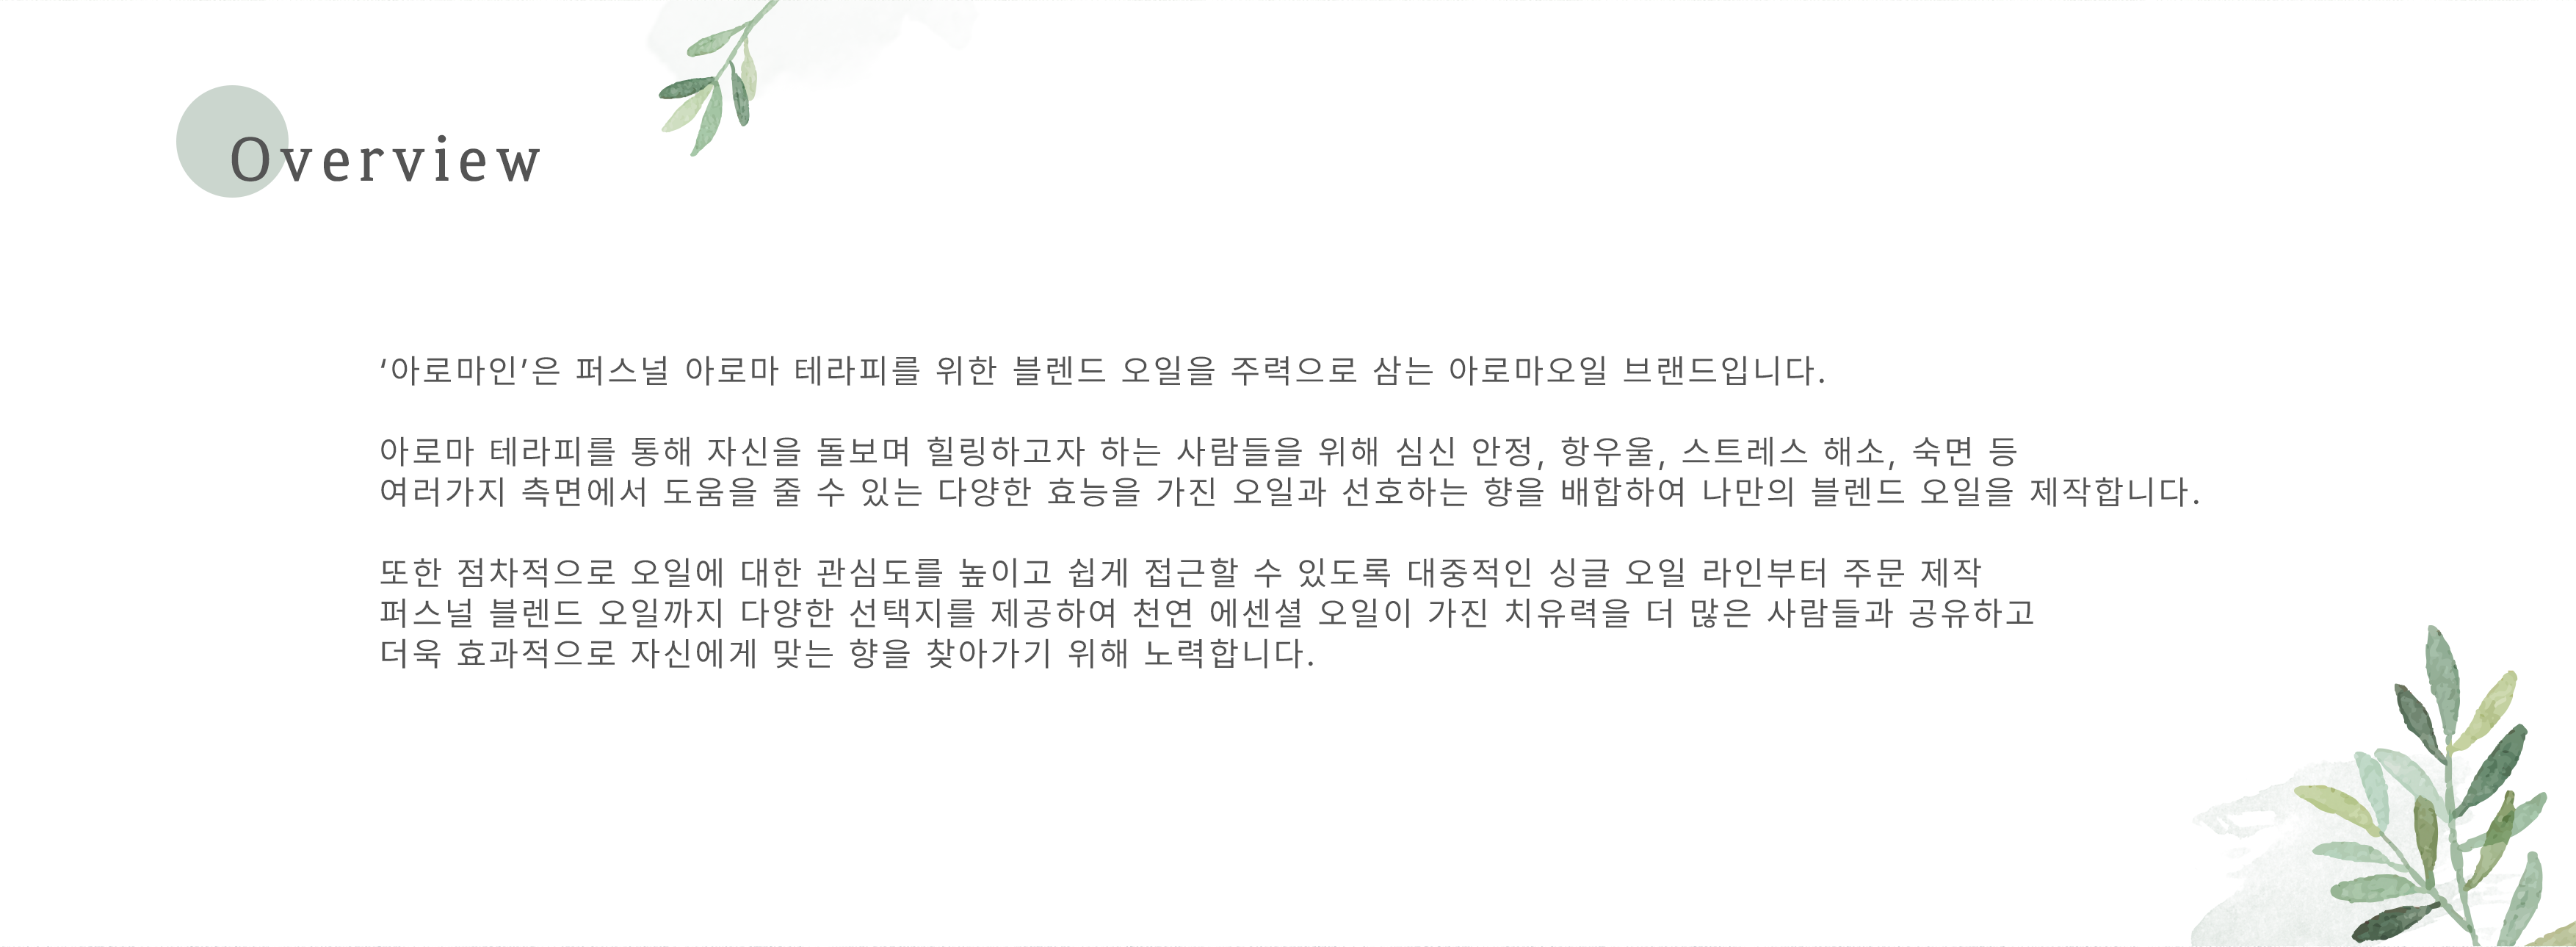 Overview
‘아로마인’은 퍼스널 아로마 테라피를 위한 블렌드 오일을 주력으로 삼는 아로마오일 브랜드입니다.
아로마 테라피를 통해 자신을 돌보며 힐링하고자 하는 사람들을 위해 심신 안정, 항우울, 스트레스 해소, 숙면 등
여러가지 측면에서 도움을 줄 수 있는 다양한 효능을 가진 오일과 선호하는 향을 배합하여 나만의 블렌드 오일을 제작합니다.
또한 점차적으로 오일에 대한 관심도를 높이고 쉽게 접근할 수 있도록 대중적인 싱글 오일 라인부터 주문 제작
퍼스널 블렌드 오일까지 다양한 선택지를 제공하여 천연 에센셜 오일이 가진 치유력을 더 많은 사람들과 공유하고
더욱 효과적으로 자신에게 맞는 향을 찾아가기 위해 노력합니다.